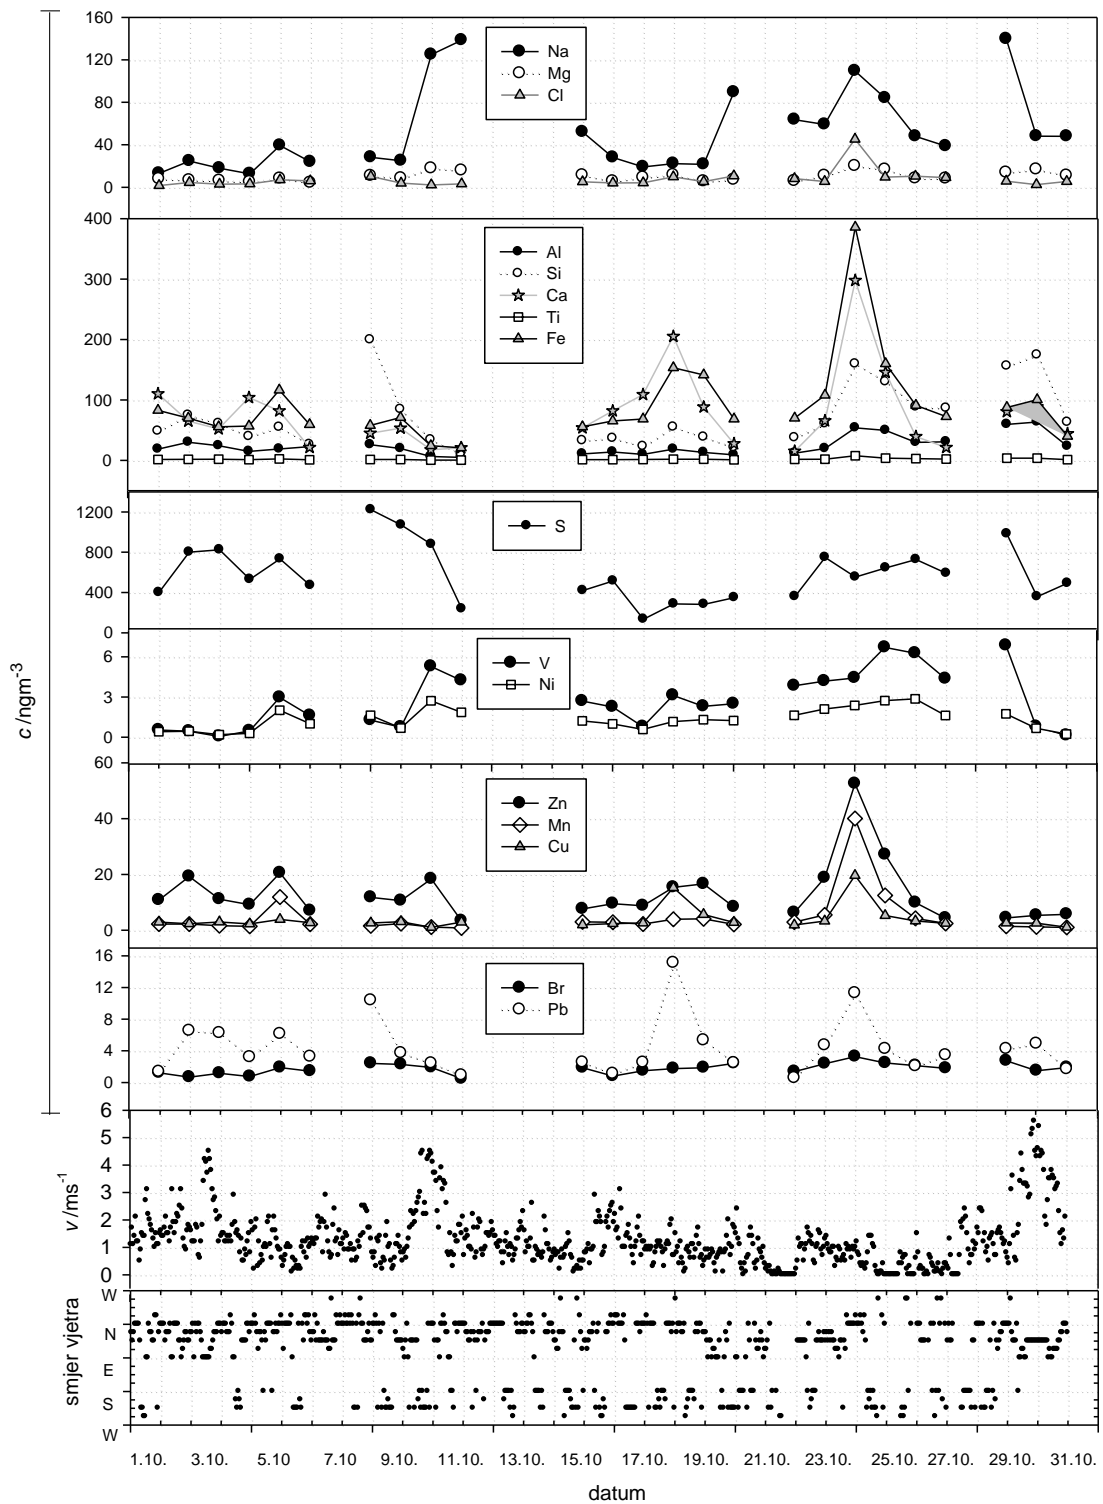 160
120
80
40
0
Na
Mg
Cl
400
300
200
100
0
Al
Si
Ca
Ti
Fe
1200
800
400
0
S
6
3
0
V
Ni
60
40
20
0
Zn
Mn
Cu
16
12
8
4
0
Br
Pb
c /ngm-3
6
5
4
3
2
1
0
v /ms-1
W
N
E
S
W
smjer vjetra
1.10. 3.10. 5.10 7.10 9.10. 11.10. 13.10. 15.10 17.10. 19.10. 21.10. 23.10. 25.10. 27.10. 29.10. 31.10.
datum